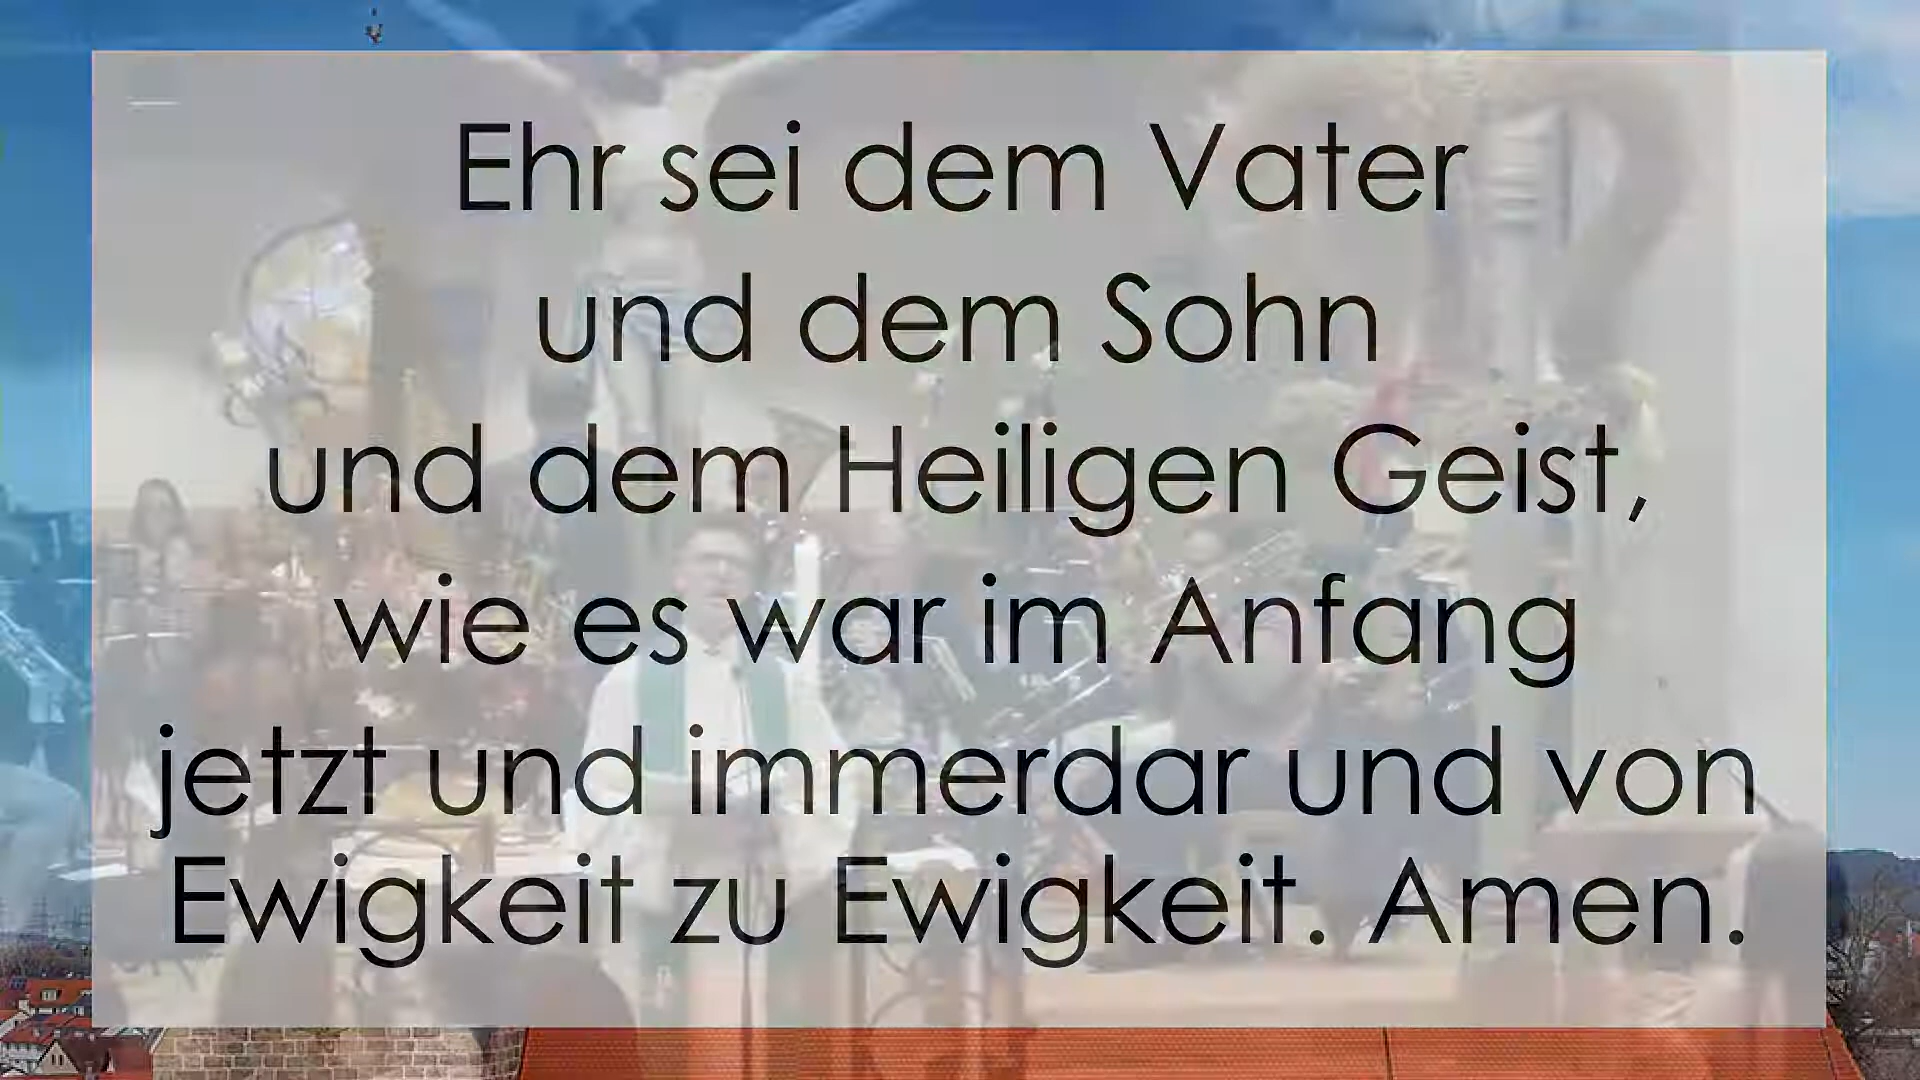 Ehr sei dem Vater
und dem Sohn
und dem Heiligen Geist,
wie es war im Anfang
jetzt und immerdar und von
Ewigkeit zu Ewigkeit. Amen.